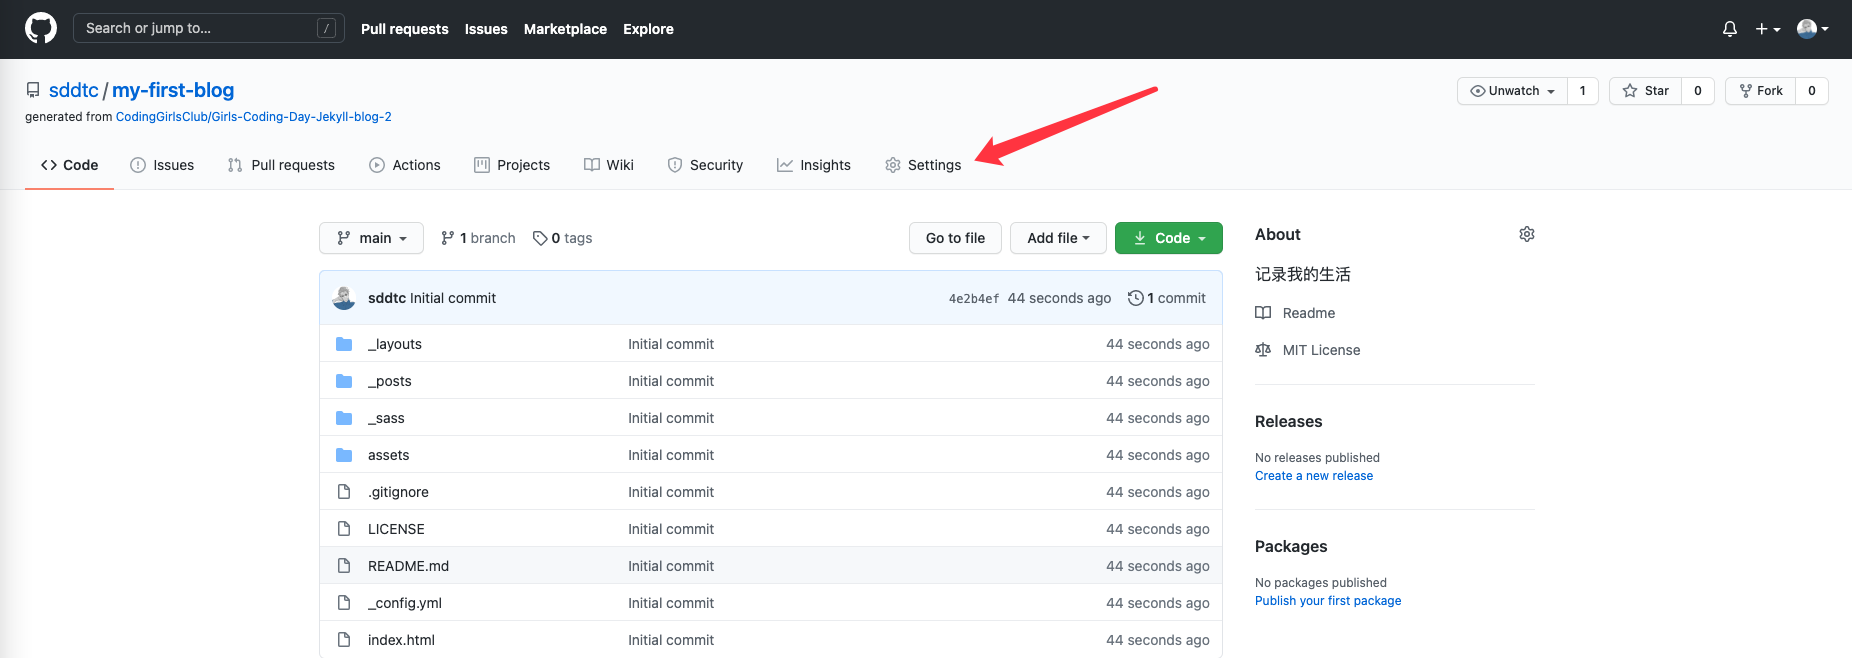 Search or jump to... /
Pull requests Issues Marketplace Explore
sddtc / my-first-blog
Unwatch 1 Star 0 Fork 0
generated from CodingGirlsClub/Girls-Coding-Day-Jekyll-blog-2
Code Issues Pull requests Actions Projects Wiki Security Insights Settings
main 1 branch 0 tags Go to file Add file Code
sddtc Initial commit 4e2b4ef 44 seconds ago 1 commit
_layouts Initial commit 44 seconds ago
_posts Initial commit 44 seconds ago
_sass Initial commit 44 seconds ago
assets Initial commit 44 seconds ago
.gitignore Initial commit 44 seconds ago
LICENSE Initial commit 44 seconds ago
README.md Initial commit 44 seconds ago
_config.yml Initial commit 44 seconds ago
index.html Initial commit 44 seconds ago
About
记录我的生活
Readme
MIT License
Releases
No releases published
Create a new release
Packages
No packages published
Publish your first package